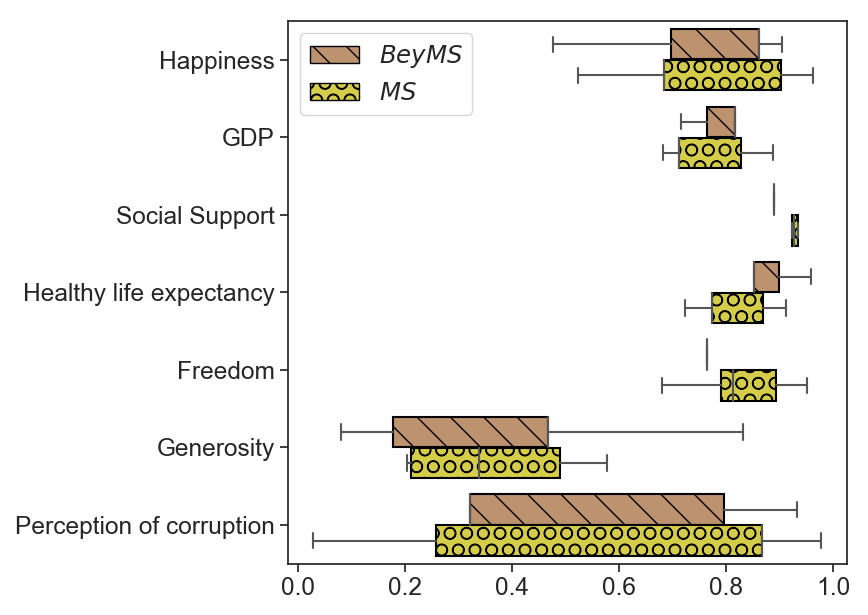 Happiness
GDP
Social Support
Healthy life expectancy
Freedom
Generosity
Perception of corruption
BeyMS
MS
0.0 0.2 0.4 0.6 0.8 1.0